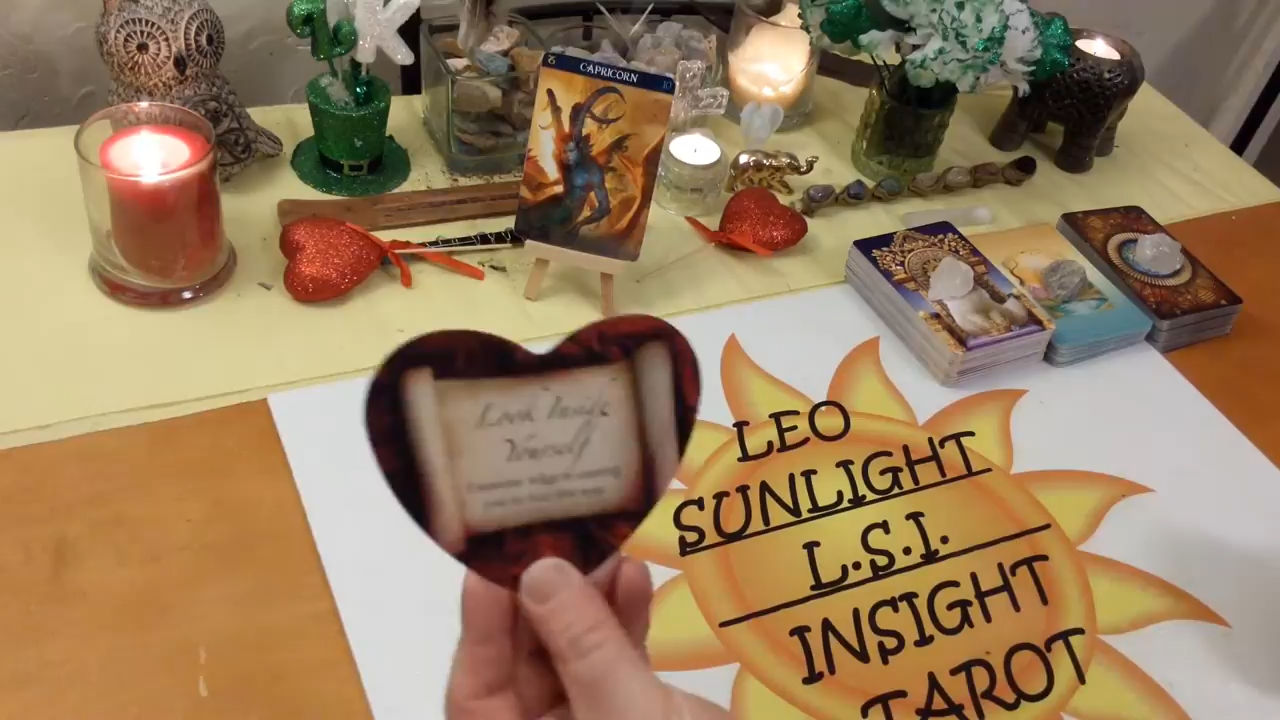 CAPRICORN
10
Look Inside
Yourself
LEO
SUNLIGHT
L.S.I.
INSIGHT
TAROT